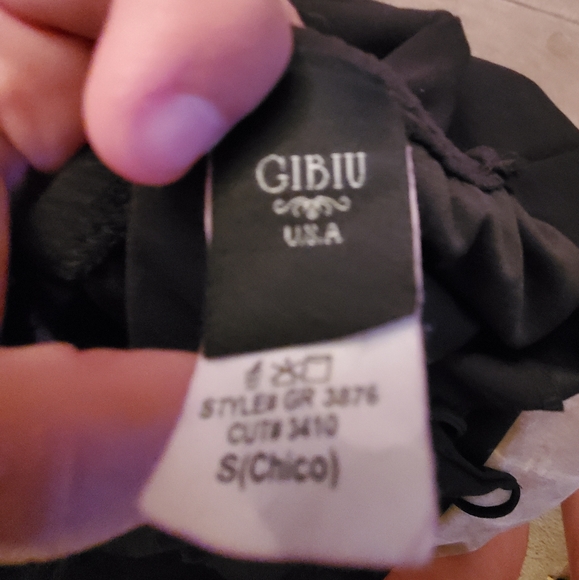 GIBIU
U.S.A
STYLE# GR 3876
CUT# 3410
S(Chico)